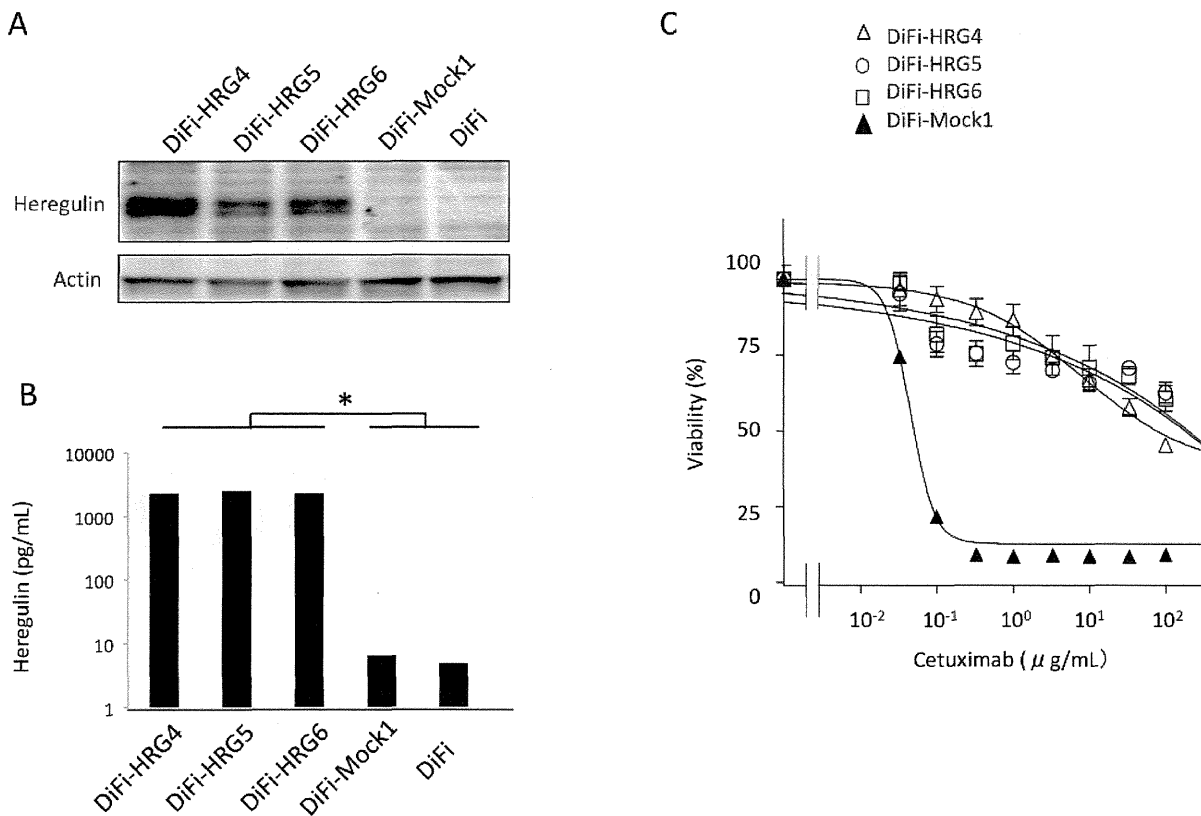 A
DiFi-HRG4
DiFi-HRG5
DiFi-HRG6
DiFi-Mock1
DiFi
Heregulin
Actin
B
*
Heregulin (pg/mL)
10000
1000
100
10
1
DiFi-HRG4
DiFi-HRG5
DiFi-HRG6
DiFi-Mock1
DiFi
C
DiFi-HRG4
DiFi-HRG5
DiFi-HRG6
DiFi-Mock1
Viability (%)
100
75
50
25
0
10⁻² 10⁻¹ 10⁰ 10¹ 10²
Cetuximab ( μ g/mL)